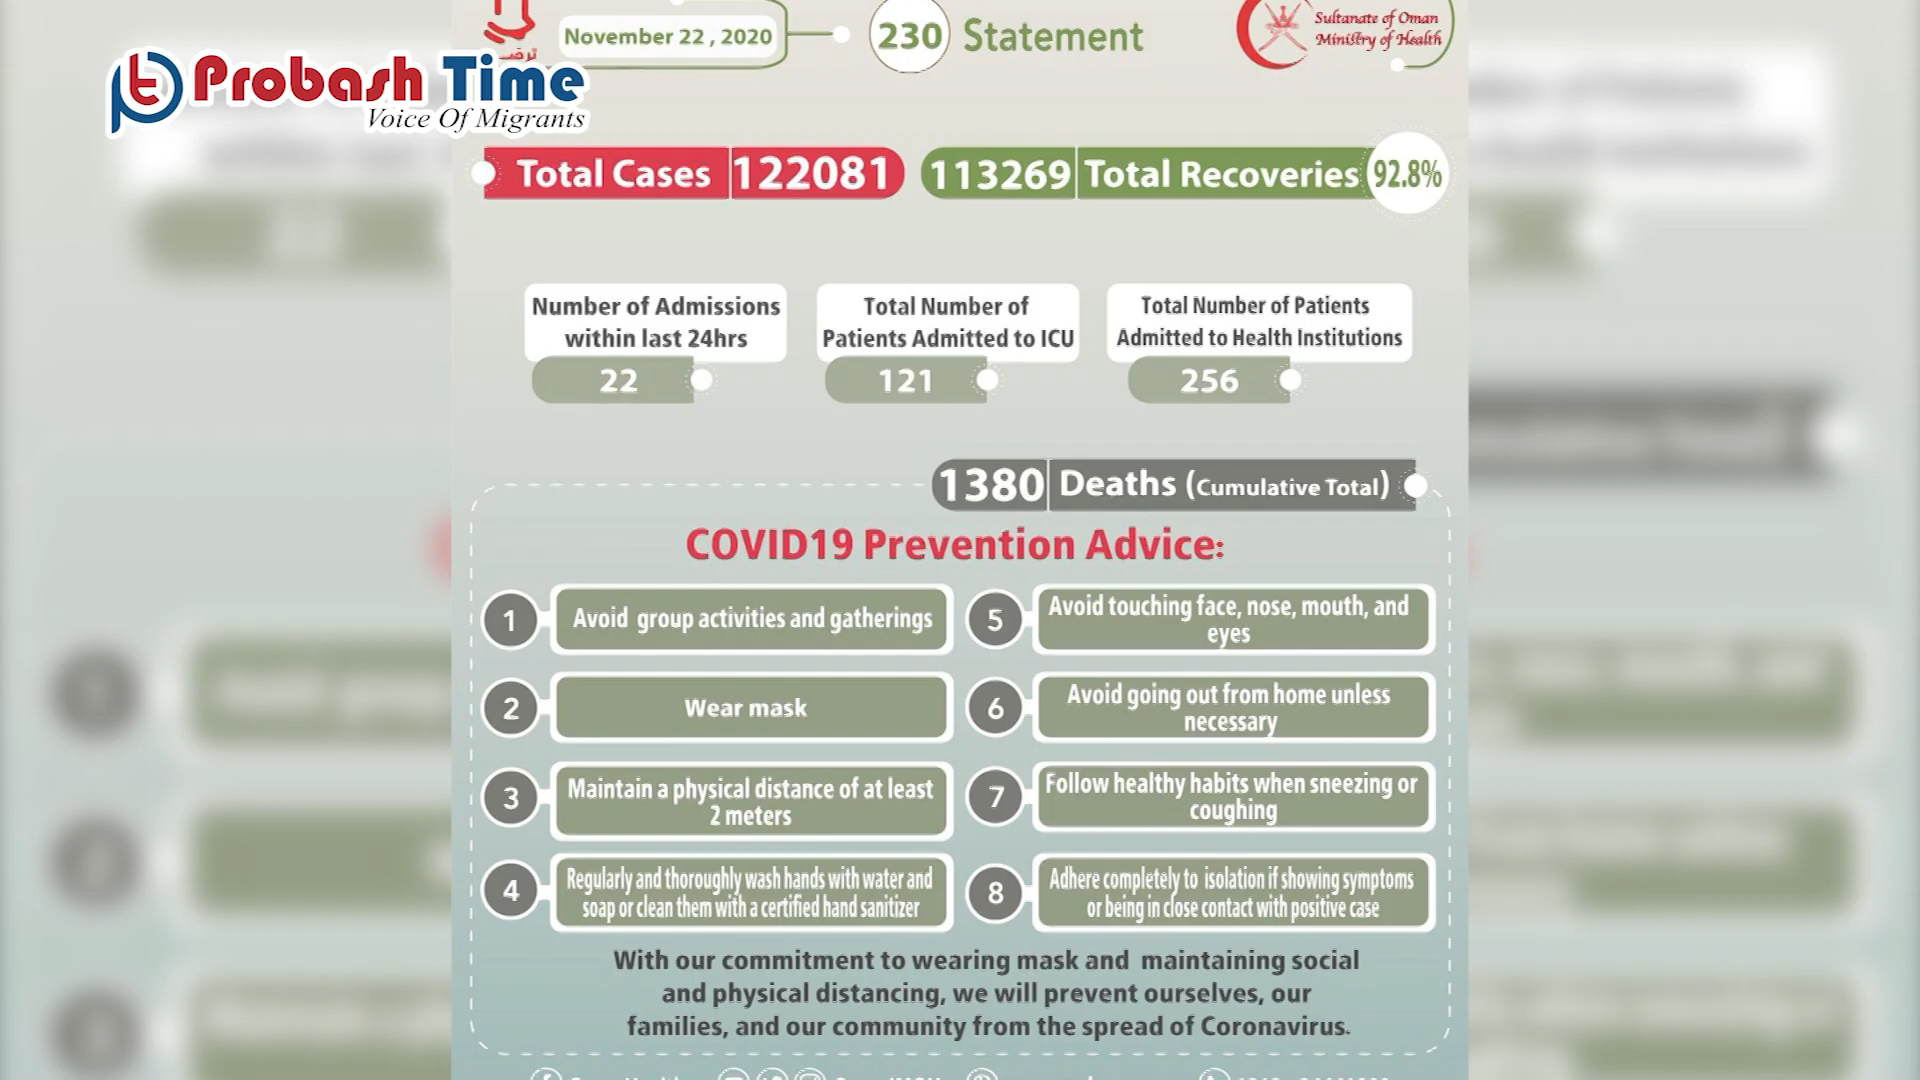 November 22 , 2020
230 Statement
Sultanate of Oman
Ministry of Health
Probash Time
Voice Of Migrants
Total Cases 122081
113269 Total Recoveries 92.8%
Number of Admissions
within last 24hrs
22
Total Number of
Patients Admitted to ICU
121
Total Number of Patients
Admitted to Health Institutions
256
1380 Deaths (Cumulative Total)
COVID19 Prevention Advice:
1 Avoid group activities and gatherings
2 Wear mask
3 Maintain a physical distance of at least
2 meters
4 Regularly and thoroughly wash hands with water and
soap or clean them with a certified hand sanitizer
5 Avoid touching face, nose, mouth, and
eyes
6 Avoid going out from home unless
necessary
7 Follow healthy habits when sneezing or
coughing
8 Adhere completely to isolation if showing symptoms
or being in close contact with positive case
With our commitment to wearing mask and maintaining social
and physical distancing, we will prevent ourselves, our
families, and our community from the spread of Coronavirus.